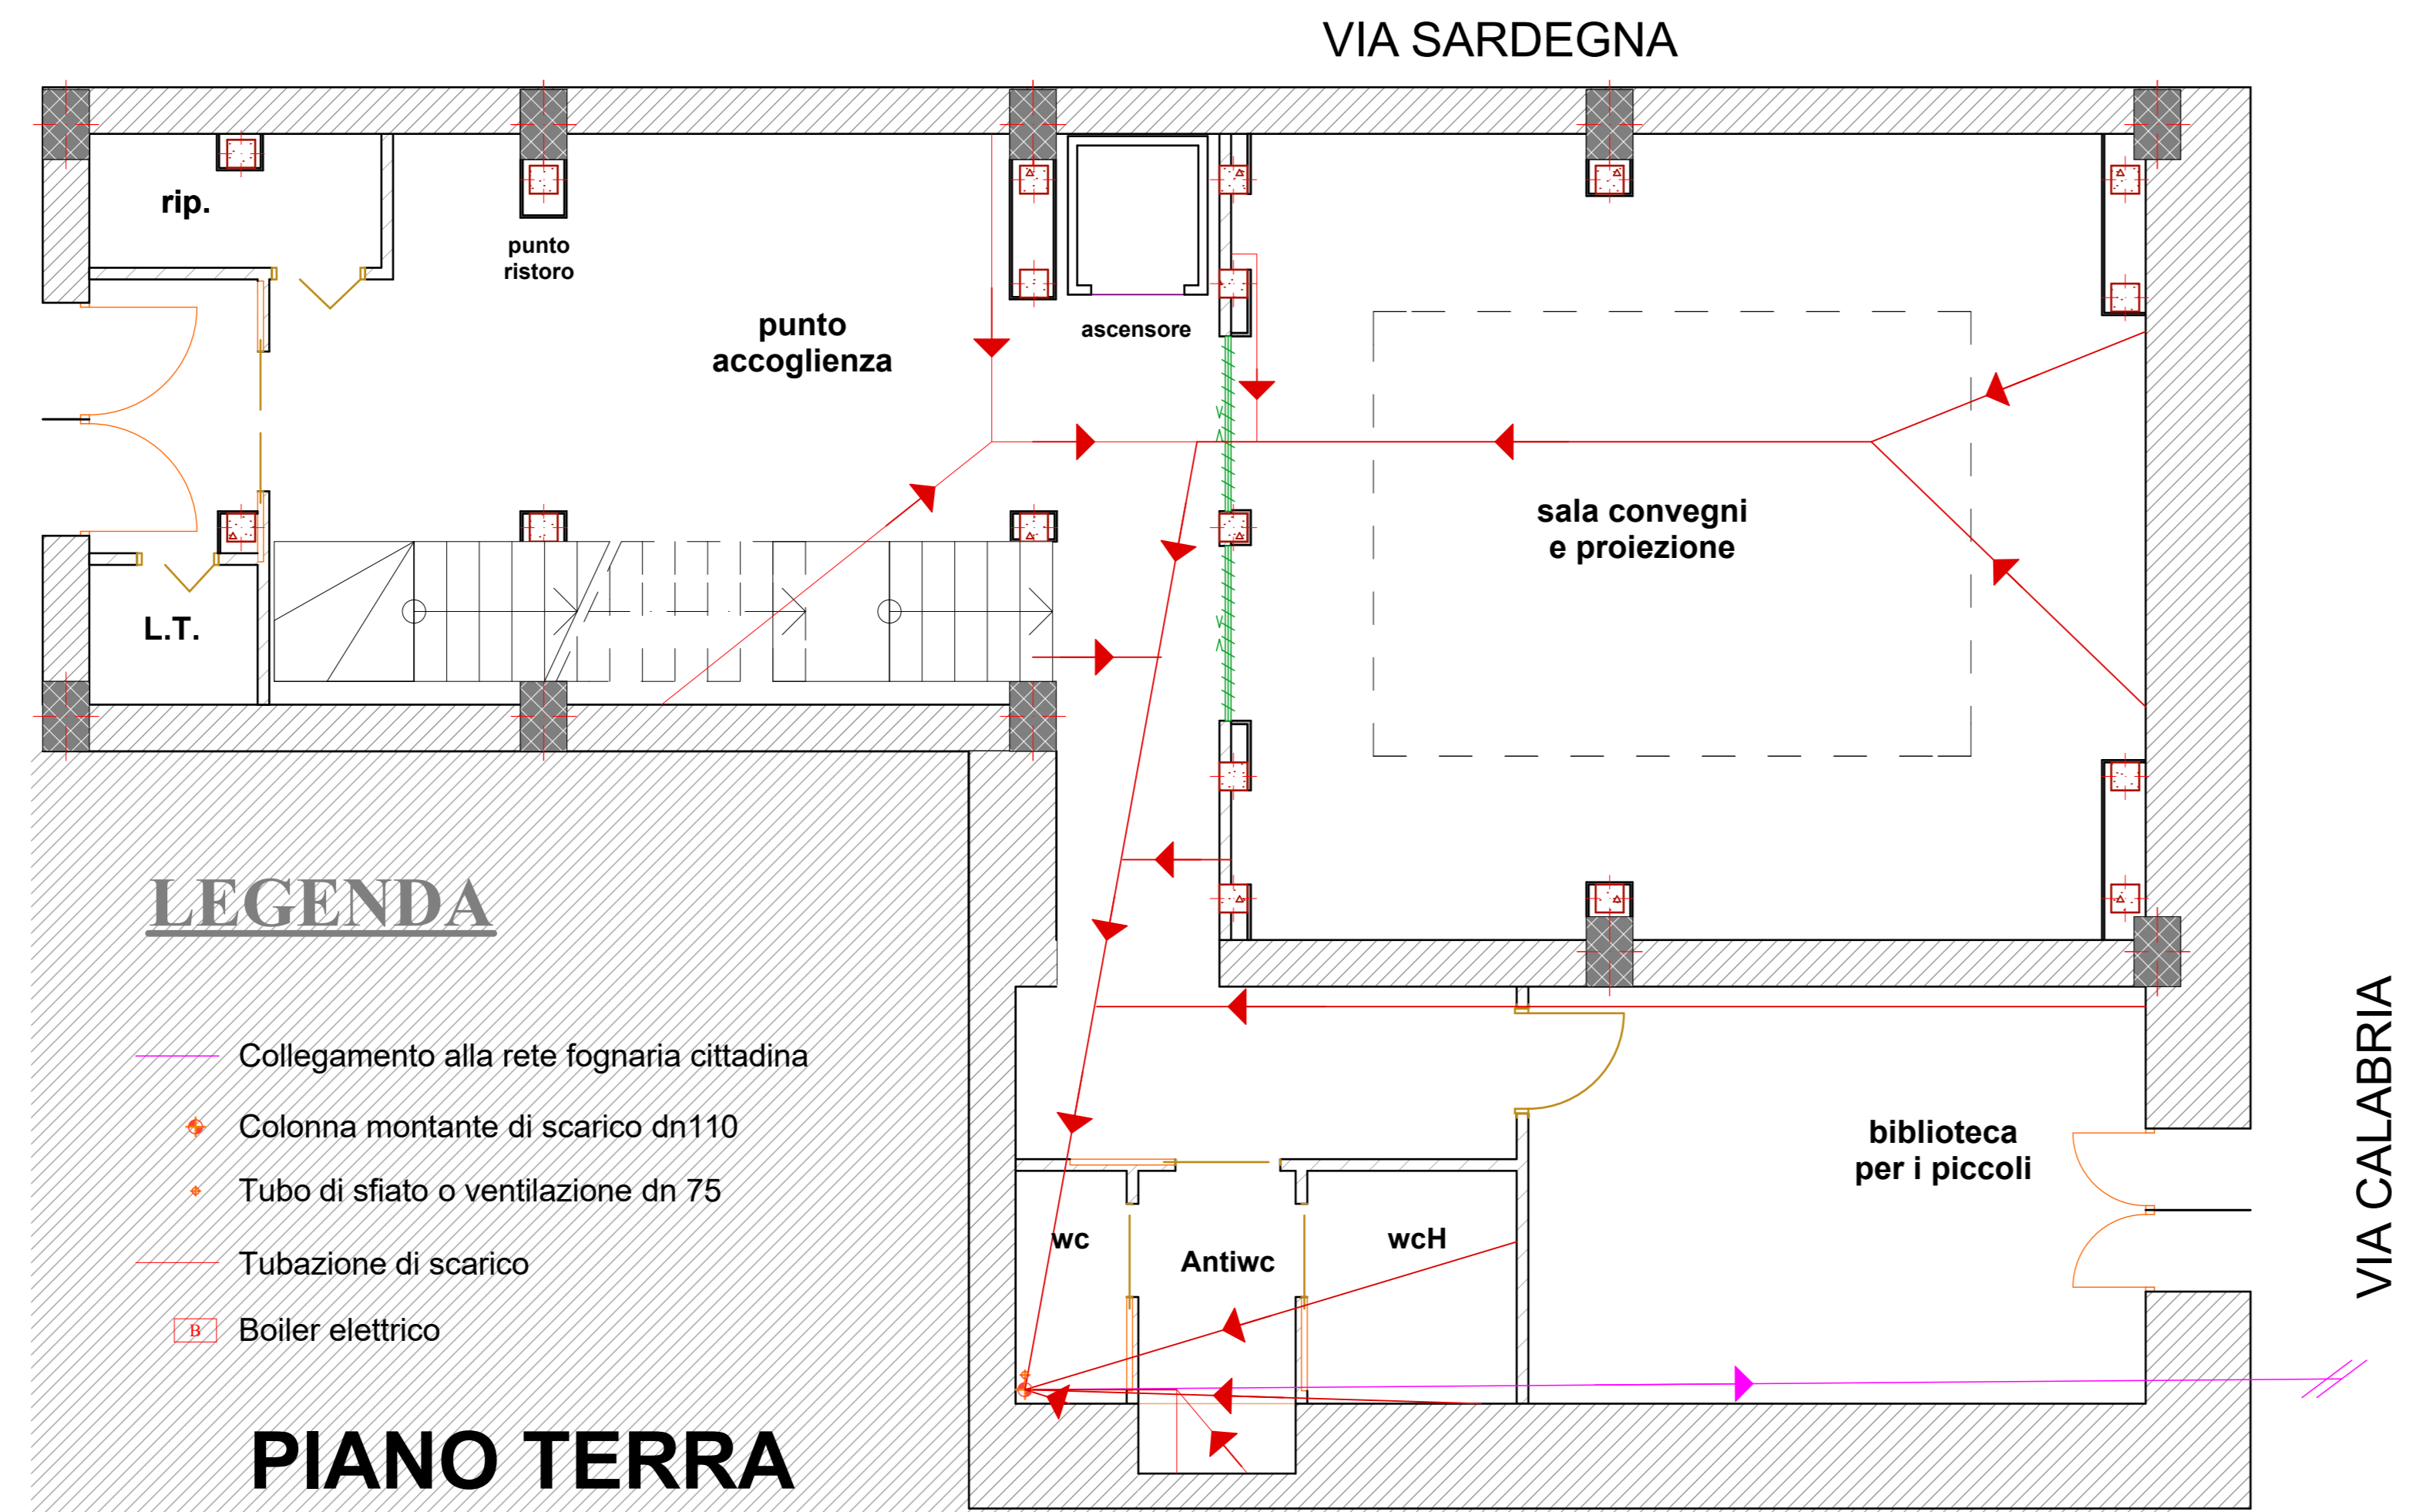 VIA SARDEGNA
rip.
punto
ristoro
punto
accoglienza
ascensore
sala convegni
e proiezione
L.T.
LEGENDA
Collegamento alla rete fognaria cittadina
Colonna montante di scarico dn110
Tubo di sfiato o ventilazione dn 75
Tubazione di scarico
B Boiler elettrico
PIANO TERRA
wc
Antiwc
wcH
biblioteca
per i piccoli
VIA CALABRIA